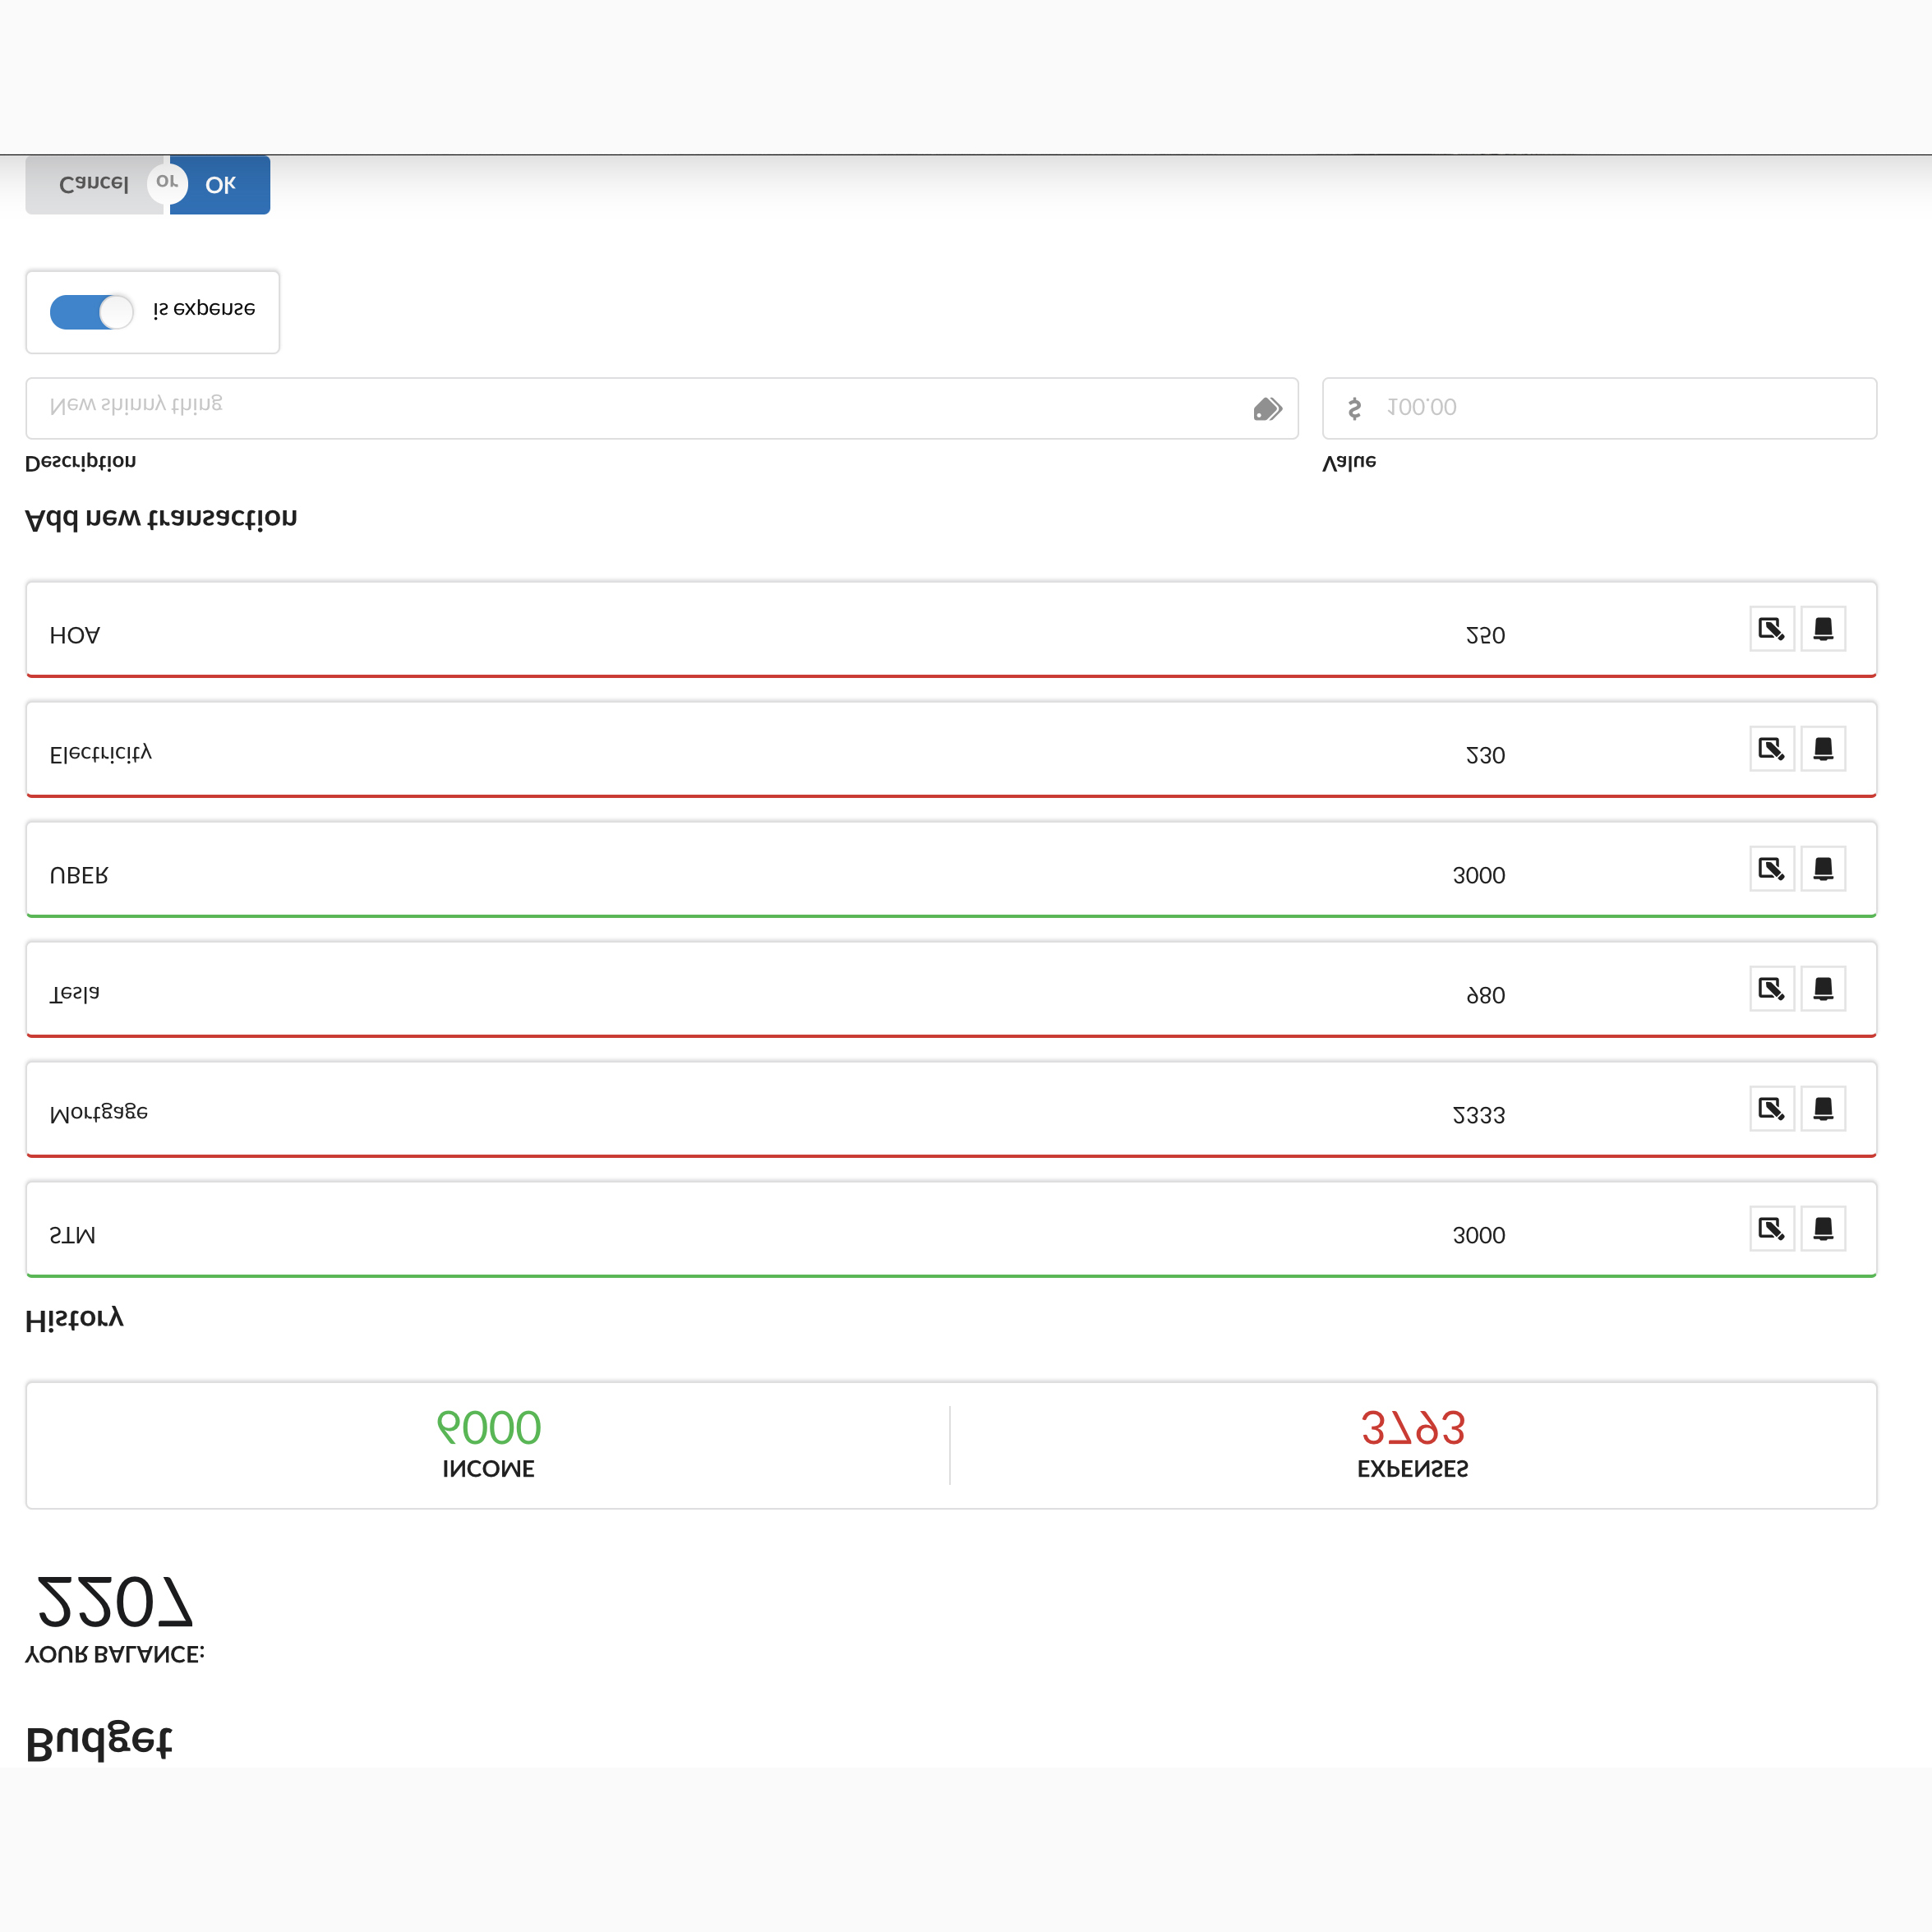 Budget
YOUR BALANCE:
2207
INCOME
6000
EXPENSES
3793
History
STM 3000
Mortgage 2333
Tesla 980
UBER 3000
Electricity 230
HOA 250
Add new transaction
Description
New shinny thing
Value
$ 100.00
is expense
Cancel or Ok